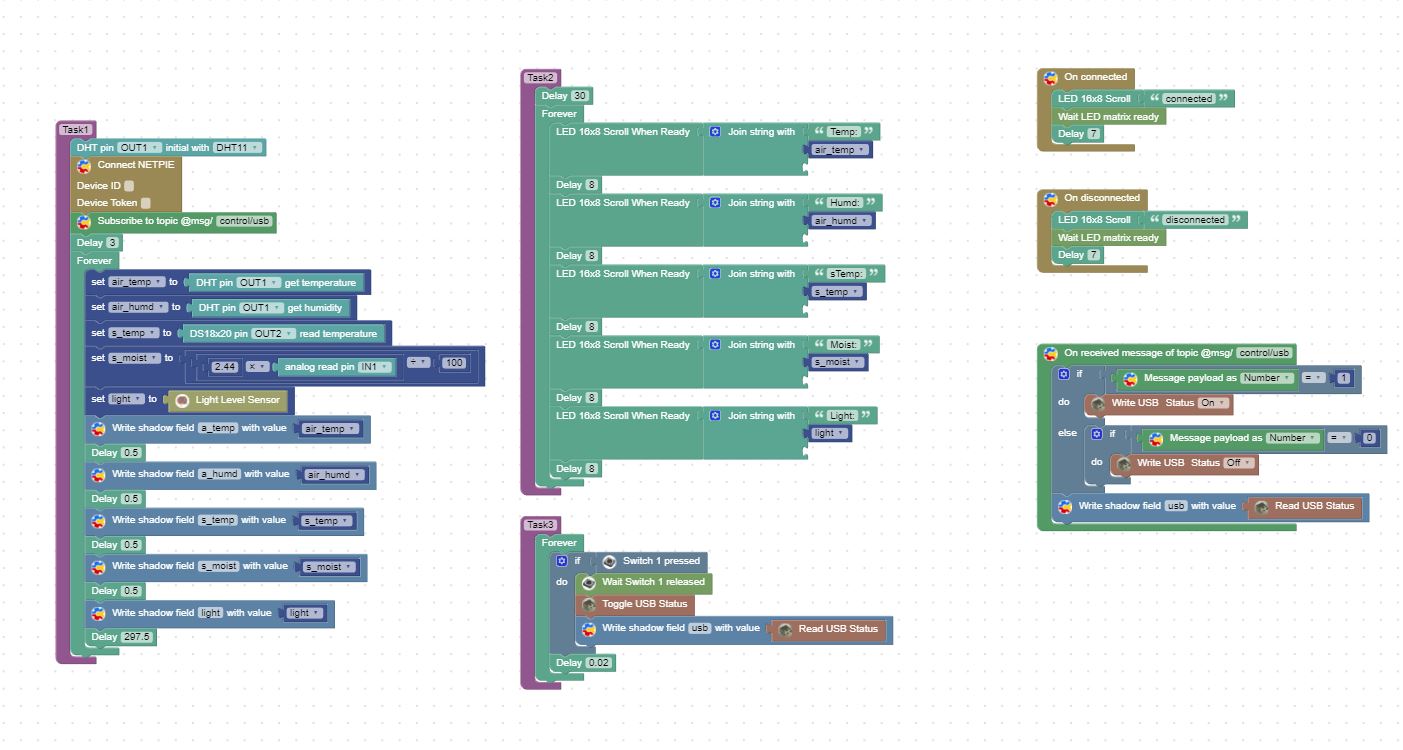 Task1
DHT pin OUT1 initial with DHT11
Connect NETPIE
Device ID
Device Token
Subscribe to topic @msg/ control/usb
Delay 3
Forever
set air_temp to DHT pin OUT1 get temperature
set air_humd to DHT pin OUT1 get humidity
set s_temp to DS18x20 pin OUT2 read temperature
set s_moist to 2.44 × analog read pin IN1 ÷ 100
set light to Light Level Sensor
Write shadow field a_temp with value air_temp
Delay 0.5
Write shadow field a_humd with value air_humd
Delay 0.5
Write shadow field s_temp with value s_temp
Delay 0.5
Write shadow field s_moist with value s_moist
Delay 0.5
Write shadow field light with value light
Delay 297.5
Task2
Delay 30
Forever
LED 16x8 Scroll When Ready Join string with “ Temp: ”
air_temp
Delay 8
LED 16x8 Scroll When Ready Join string with “ Humd: ”
air_humd
Delay 8
LED 16x8 Scroll When Ready Join string with “ sTemp: ”
s_temp
Delay 8
LED 16x8 Scroll When Ready Join string with “ Moist: ”
s_moist
Delay 8
LED 16x8 Scroll When Ready Join string with “ Light: ”
light
Delay 8
Task3
Forever
if Switch 1 pressed
do Wait Switch 1 released
Toggle USB Status
Write shadow field usb with value Read USB Status
Delay 0.02
On connected
LED 16x8 Scroll “ connected ”
Wait LED matrix ready
Delay 7
On disconnected
LED 16x8 Scroll “ disconnected ”
Wait LED matrix ready
Delay 7
On received message of topic @msg/ control/usb
if Message payload as Number = 1
do Write USB Status On
else if Message payload as Number = 0
do Write USB Status Off
Write shadow field usb with value Read USB Status